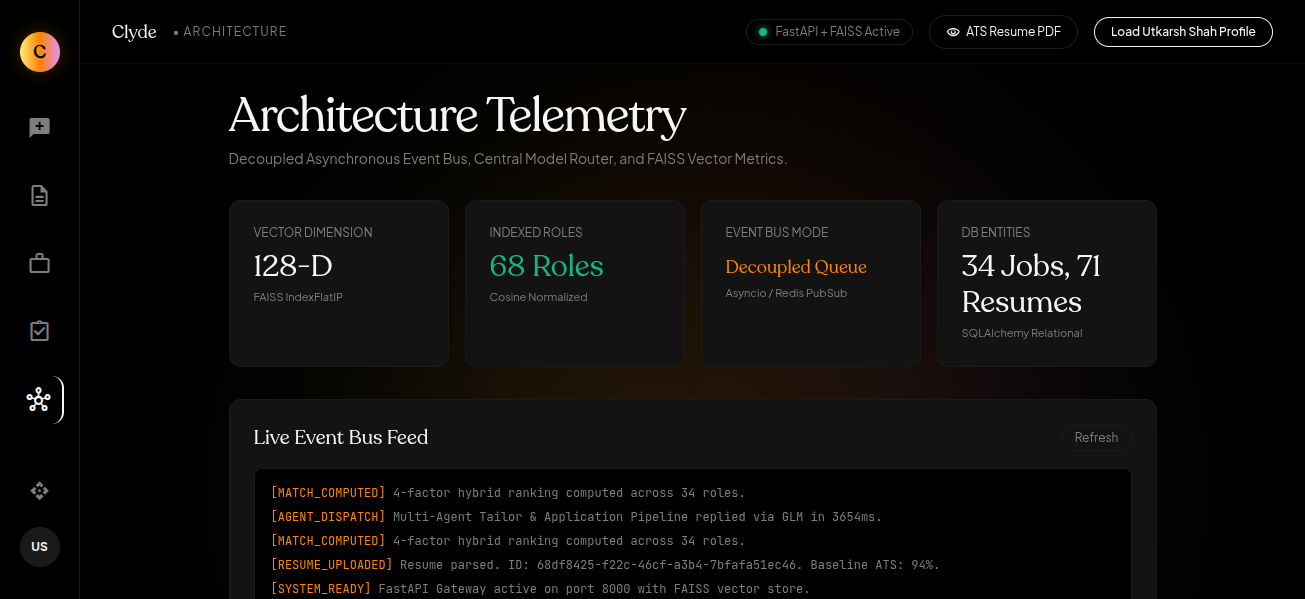 C
Clyde
• ARCHITECTURE
FastAPI + FAISS Active
ATS Resume PDF
Load Utkarsh Shah Profile
Architecture Telemetry
Decoupled Asynchronous Event Bus, Central Model Router, and FAISS Vector Metrics.
VECTOR DIMENSION
128-D
FAISS IndexFlatIP
INDEXED ROLES
68 Roles
Cosine Normalized
EVENT BUS MODE
Decoupled Queue
Asyncio / Redis PubSub
DB ENTITIES
34 Jobs, 71
Resumes
SQLAlchemy Relational
Live Event Bus Feed
Refresh
[MATCH_COMPUTED] 4-factor hybrid ranking computed across 34 roles.
[AGENT_DISPATCH] Multi-Agent Tailor & Application Pipeline replied via GLM in 3654ms.
[MATCH_COMPUTED] 4-factor hybrid ranking computed across 34 roles.
[RESUME_UPLOADED] Resume parsed. ID: 68df8425-f22c-46cf-a3b4-7bfafa51ec46. Baseline ATS: 94%.
[SYSTEM_READY] FastAPI Gateway active on port 8000 with FAISS vector store.
US